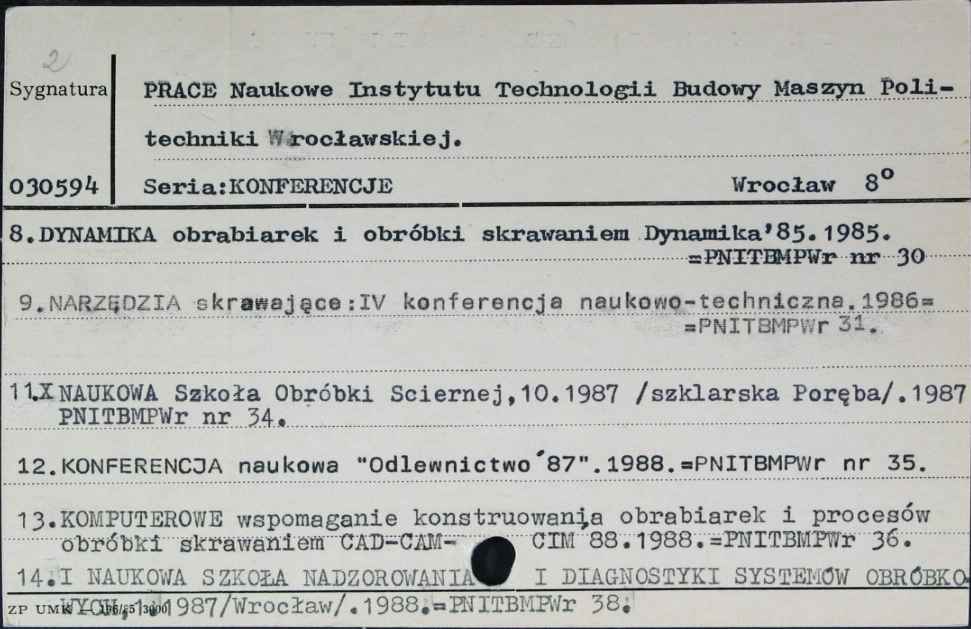 2
Sygnatura PRACE Naukowe Instytutu Technologii Budowy Maszyn Poli-
techniki Wrocławskiej.
030594 Seria:KONFERENCJE Wrocław 8°
8.DYNAMIKA obrabiarek i obróbki skrawaniem Dynamika'85.1985.
=PNITBMPWr nr 30
9.NARZĘDZIA skrawające:IV konferencja naukowo-techniczna.1986=
=PNITBMPWr 31.
11.X NAUKOWA Szkoła Obróbki Sciernej,10.1987 /szklarska Poręba/.1987
PNITBMPWr nr 34.
12.KONFERENCJA naukowa "Odlewnictwo '87".1988.=PNITBMPWr nr 35.
13.KOMPUTEROWE wspomaganie konstruowania obrabiarek i procesów
obróbki skrawaniem CAD-CAM- CIM 88.1988.=PNITBMPWr 36.
14.I NAUKOWA SZKOŁA NADZOROWANIA I DIAGNOSTYKI SYSTEMÓW OBRÓBKO
WYCH, 1987/Wrocław/.1988.=PNITBMPWr 38.
ZP UMK